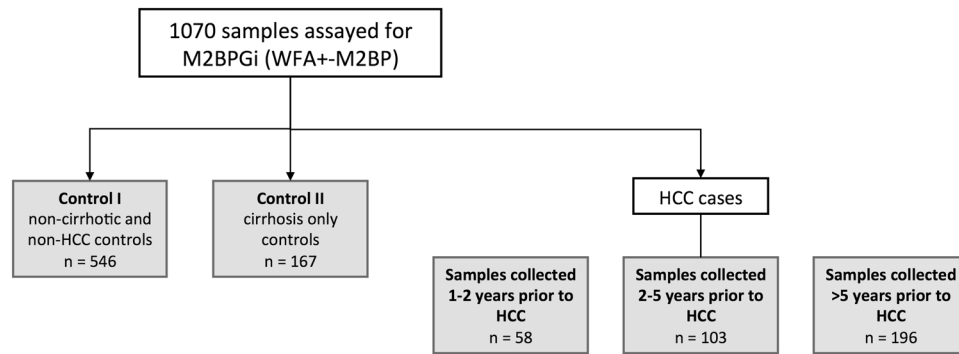 1070 samples assayed for
M2BPGi (WFA+-M2BP)
Control I
non-cirrhotic and
non-HCC controls
n = 546
Control II
cirrhosis only
controls
n = 167
HCC cases
Samples collected
1-2 years prior to
HCC
n = 58
Samples collected
2-5 years prior to
HCC
n = 103
Samples collected
>5 years prior to
HCC
n = 196